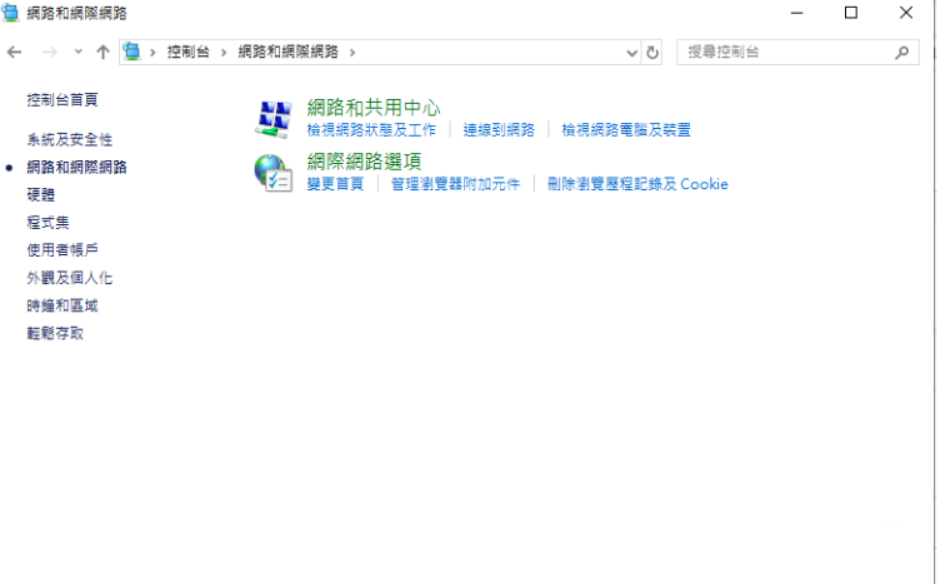 網路和網際網路
控制台 › 網路和網際網路 ›
搜尋控制台
控制台首頁
系統及安全性
網路和網際網路
硬體
程式集
使用者帳戶
外觀及個人化
時鐘和區域
輕鬆存取
網路和共用中心
檢視網路狀態及工作 | 連線到網路 | 檢視網路電腦及裝置
網際網路選項
變更首頁 | 管理瀏覽器附加元件 | 刪除瀏覽歷程記錄及 Cookie